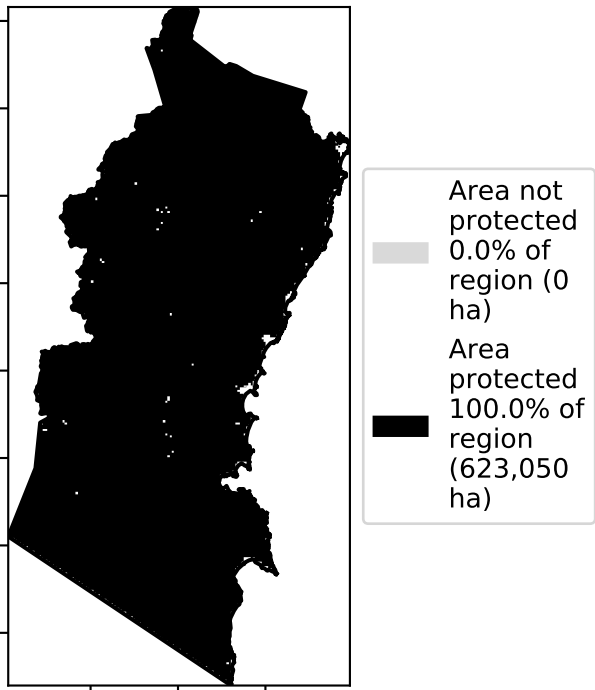 Area not
protected
0.0% of
region (0
ha)
Area
protected
100.0% of
region
(623,050
ha)